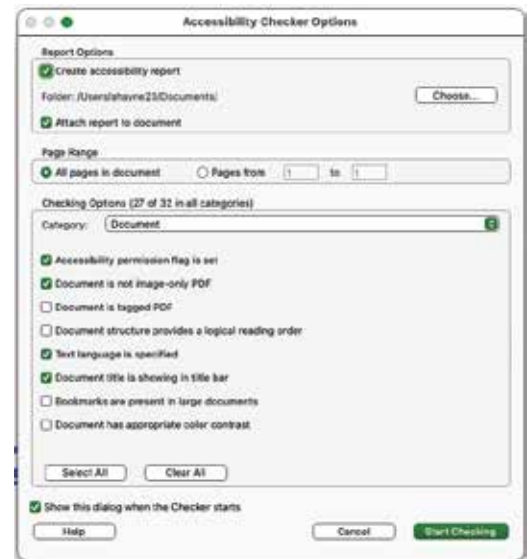 Accessibility Checker Options
Report Options
Create accessibility report
Folder: /Users/ahayre23/Documents/
Choose...
Attach report to document
Page Range
All pages in document Pages from 1 to 1
Checking Options (27 of 32 in all categories)
Category: Document
Accessibility permission flag is set
Document is not image-only PDF
Document is tagged PDF
Document structure provides a logical reading order
Text language is specified
Document title is showing in title bar
Bookmarks are present in large documents
Document has appropriate color contrast
Select All Clear All
Show this dialog when the Checker starts
Help Cancel Start Checking